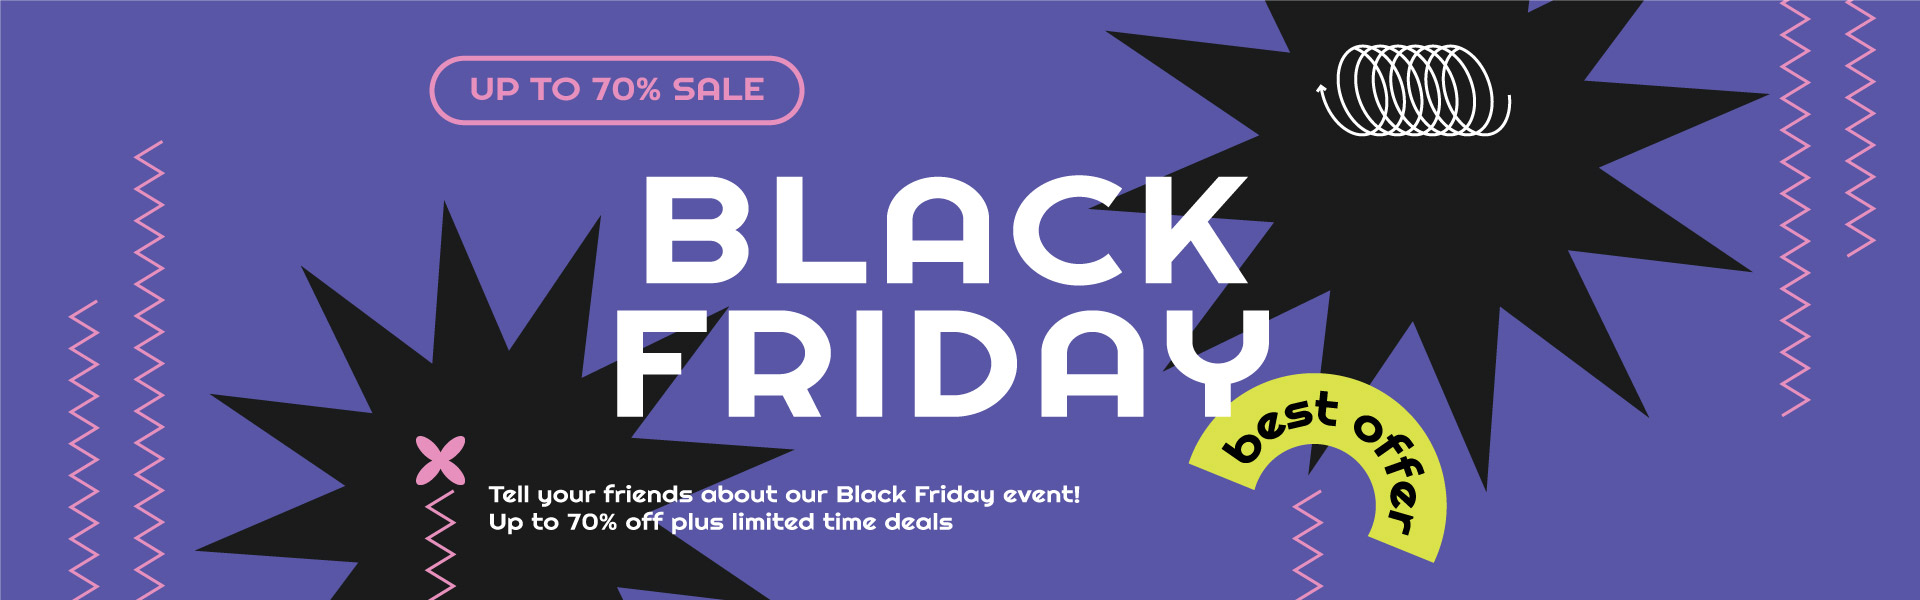 UP TO 70% SALE
BLACK
FRIDAY
best offer
Tell your friends about our Black Friday event!
Up to 70% off plus limited time deals